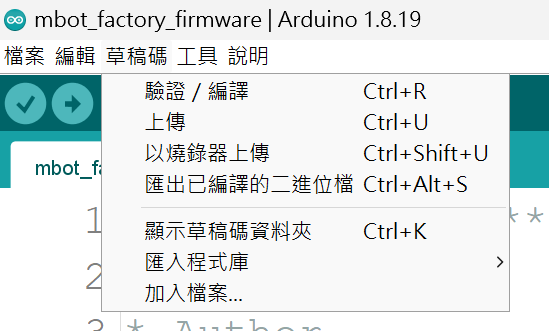 mbot_factory_firmware | Arduino 1.8.19
檔案 編輯 草稿碼 工具 說明
驗證 / 編譯 Ctrl+R
上傳 Ctrl+U
以燒錄器上傳 Ctrl+Shift+U
匯出已編譯的二進位檔 Ctrl+Alt+S
mbot_fa
顯示草稿碼資料夾 Ctrl+K
匯入程式庫
加入檔案...
1 **
2
3 * Author